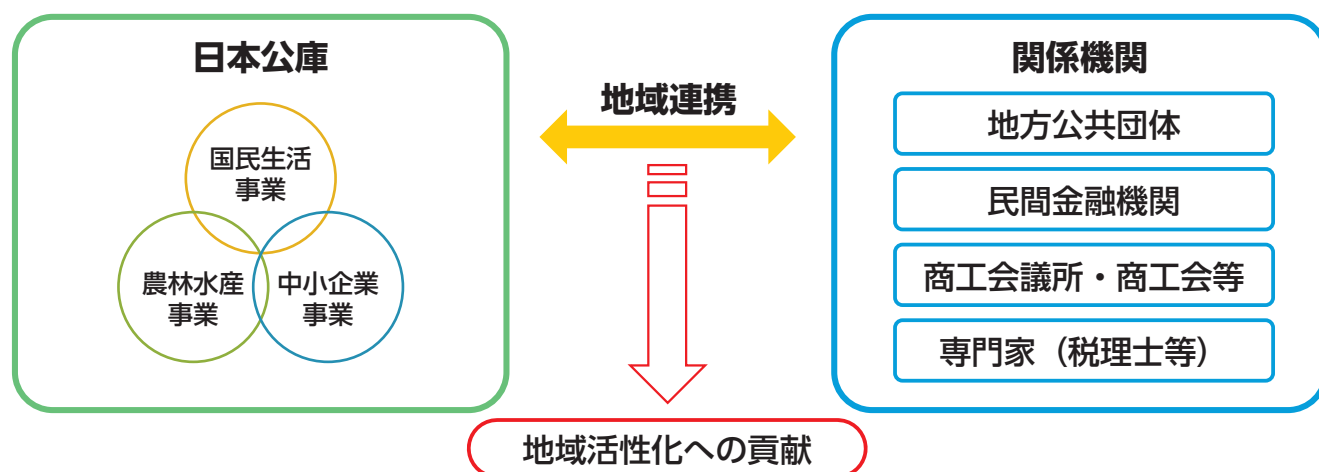 日本公庫
国民生活
事業
農林水産
事業
中小企業
事業
地域連携
関係機関
地方公共団体
民間金融機関
商工会議所・商工会等
専門家（税理士等）
地域活性化への貢献